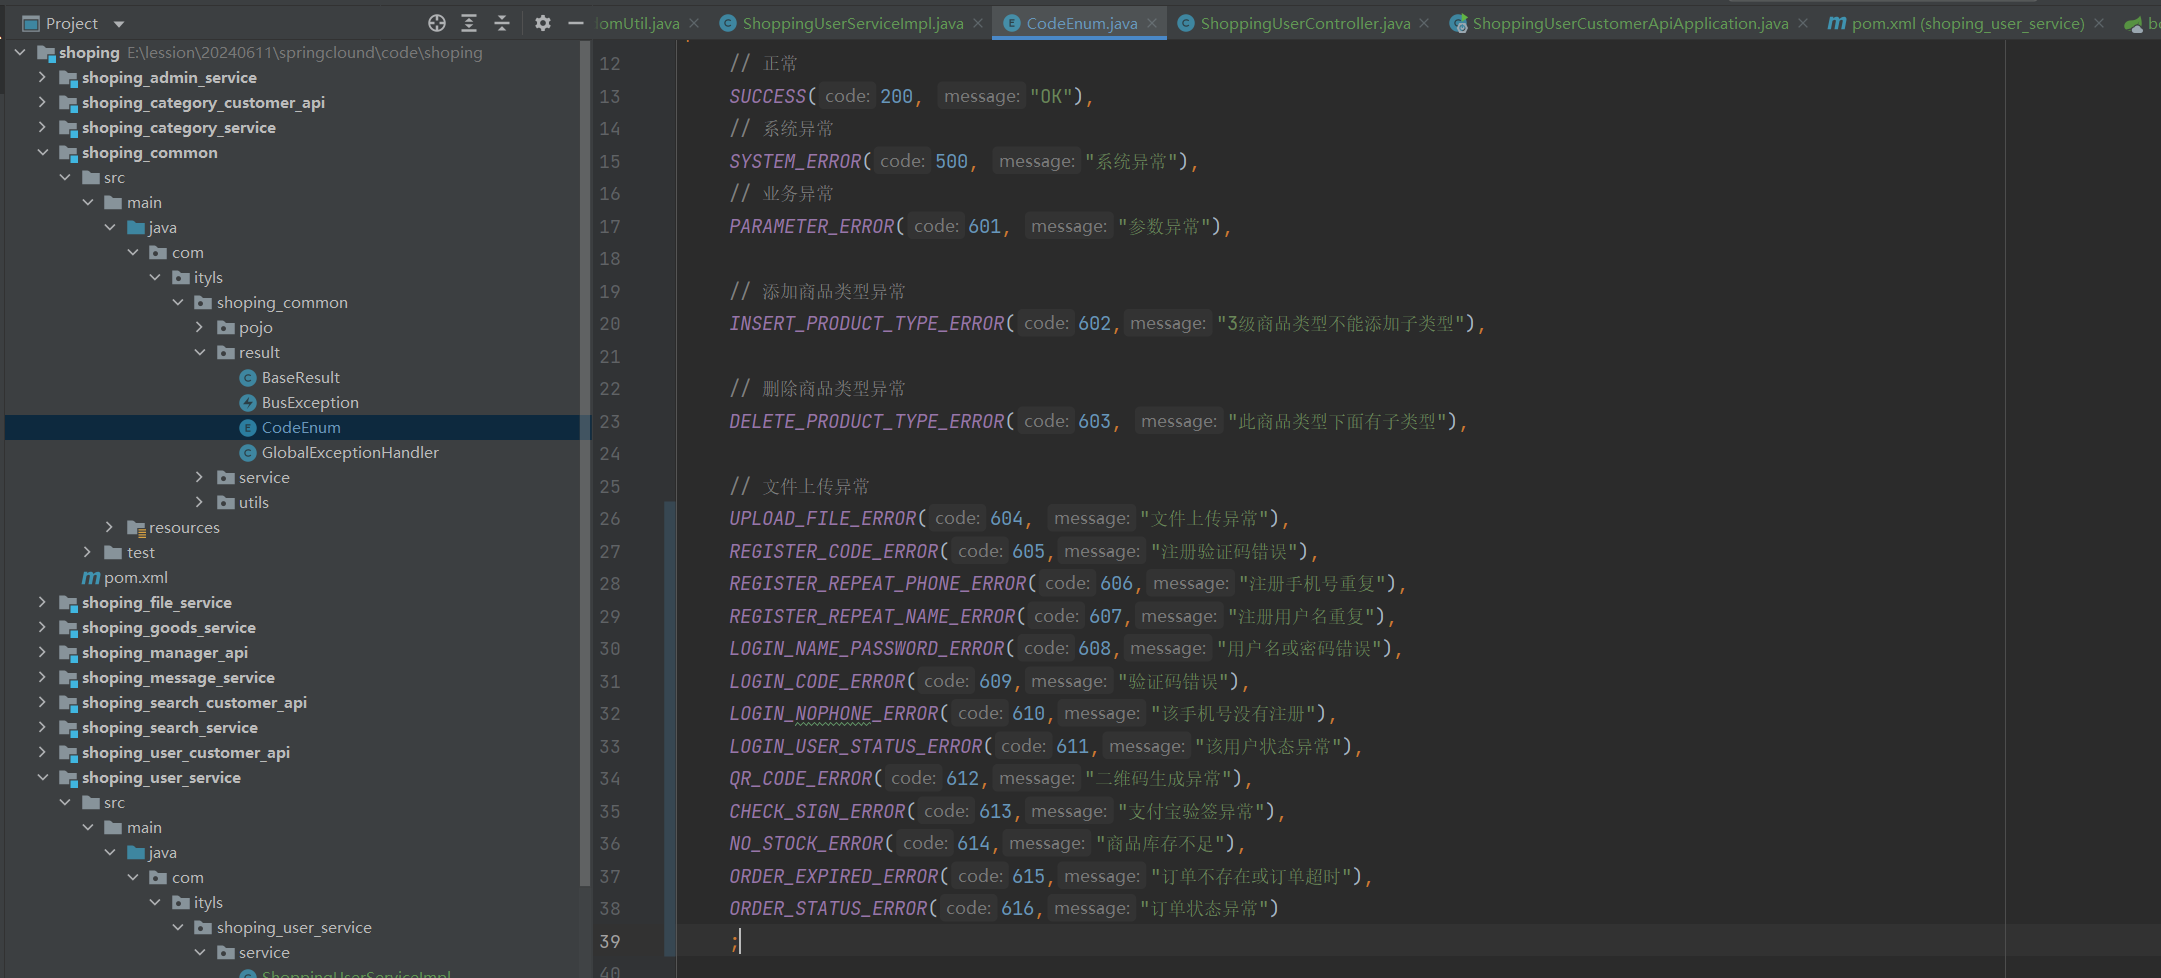 Project
lomUtil.java
ShoppingUserServiceImpl.java
CodeEnum.java
ShoppingUserController.java
ShoppingUserCustomerApiApplication.java
pom.xml (shoping_user_service)
shoping E:\lession\20240611\springclound\code\shoping
shoping_admin_service
shoping_category_customer_api
shoping_category_service
shoping_common
src
main
java
com
ityls
shoping_common
pojo
result
BaseResult
BusException
CodeEnum
GlobalExceptionHandler
service
utils
resources
test
pom.xml
shoping_file_service
shoping_goods_service
shoping_manager_api
shoping_message_service
shoping_search_customer_api
shoping_search_service
shoping_user_customer_api
shoping_user_service
src
main
java
com
ityls
shoping_user_service
service
ShoppingUserServiceImpl
12 // 正常
13 SUCCESS( code: 200, message: "OK"),
14 // 系统异常
15 SYSTEM_ERROR( code: 500, message: "系统异常"),
16 // 业务异常
17 PARAMETER_ERROR( code: 601, message: "参数异常"),
18
19 // 添加商品类型异常
20 INSERT_PRODUCT_TYPE_ERROR( code: 602, message: "3级商品类型不能添加子类型"),
21
22 // 删除商品类型异常
23 DELETE_PRODUCT_TYPE_ERROR( code: 603, message: "此商品类型下面有子类型"),
24
25 // 文件上传异常
26 UPLOAD_FILE_ERROR( code: 604, message: "文件上传异常"),
27 REGISTER_CODE_ERROR( code: 605, message: "注册验证码错误"),
28 REGISTER_REPEAT_PHONE_ERROR( code: 606, message: "注册手机号重复"),
29 REGISTER_REPEAT_NAME_ERROR( code: 607, message: "注册用户名重复"),
30 LOGIN_NAME_PASSWORD_ERROR( code: 608, message: "用户名或密码错误"),
31 LOGIN_CODE_ERROR( code: 609, message: "验证码错误"),
32 LOGIN_NOPHONE_ERROR( code: 610, message: "该手机号没有注册"),
33 LOGIN_USER_STATUS_ERROR( code: 611, message: "该用户状态异常"),
34 QR_CODE_ERROR( code: 612, message: "二维码生成异常"),
35 CHECK_SIGN_ERROR( code: 613, message: "支付宝验签异常"),
36 NO_STOCK_ERROR( code: 614, message: "商品库存不足"),
37 ORDER_EXPIRED_ERROR( code: 615, message: "订单不存在或订单超时"),
38 ORDER_STATUS_ERROR( code: 616, message: "订单状态异常")
39 ;
40